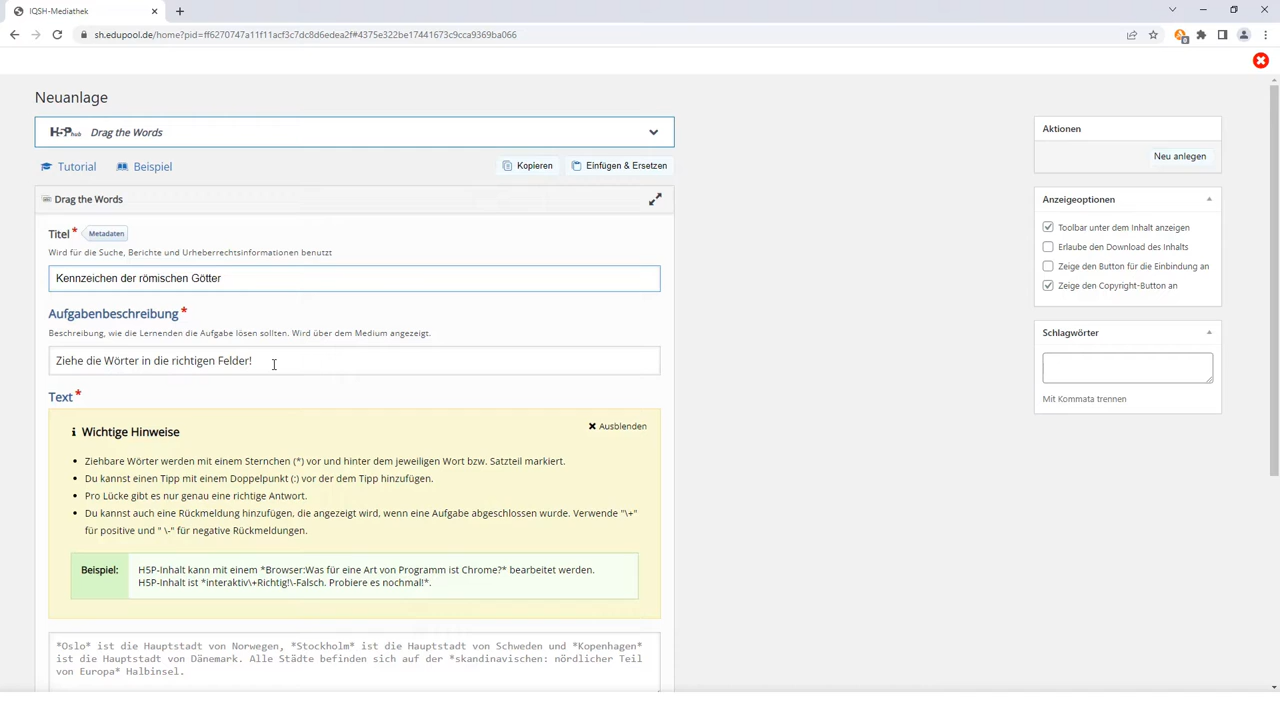 IQSH-Mediathek
sh.edupool.de/home?pid=ff6270747a11f11acf3c7dc8d6edea2f#4375e322be17441673c9cca9369ba066
Neuanlage
H5P hub Drag the Words
Tutorial Beispiel Kopieren Einfügen & Ersetzen
Drag the Words
Titel* Metadaten
Wird für die Suche, Berichte und Urheberrechtsinformationen benutzt
Kennzeichen der römischen Götter
Aufgabenbeschreibung *
Beschreibung, wie die Lernenden die Aufgabe lösen sollten. Wird über dem Medium angezeigt.
Ziehe die Wörter in die richtigen Felder!
Text *
Wichtige Hinweise Ausblenden
Ziehbare Wörter werden mit einem Sternchen (*) vor und hinter dem jeweiligen Wort bzw. Satzteil markiert.
Du kannst einen Tipp mit einem Doppelpunkt (:) vor der dem Tipp hinzufügen.
Pro Lücke gibt es nur genau eine richtige Antwort.
Du kannst auch eine Rückmeldung hinzufügen, die angezeigt wird, wenn eine Aufgabe abgeschlossen wurde. Verwende "\+"
für positive und " \-" für negative Rückmeldungen.
Beispiel: H5P-Inhalt kann mit einem *Browser:Was für eine Art von Programm ist Chrome?* bearbeitet werden.
H5P-Inhalt ist *interaktiv\+Richtig!\-Falsch. Probiere es nochmal!*.
*Oslo* ist die Hauptstadt von Norwegen, *Stockholm* ist die Hauptstadt von Schweden und *Kopenhagen*
ist die Hauptstadt von Dänemark. Alle Städte befinden sich auf der *skandinavischen: nördlicher Teil
von Europa* Halbinsel.
Aktionen
Neu anlegen
Anzeigeoptionen
Toolbar unter dem Inhalt anzeigen
Erlaube den Download des Inhalts
Zeige den Button für die Einbindung an
Zeige den Copyright-Button an
Schlagwörter
Mit Kommata trennen